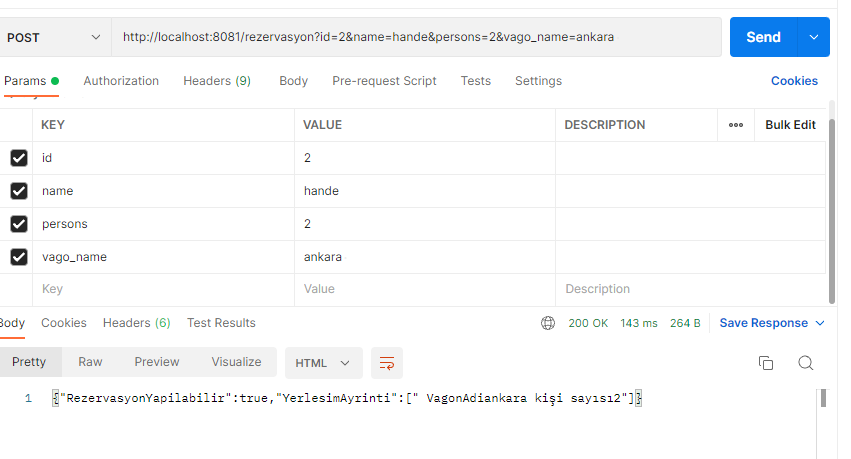 POST http://localhost:8081/rezervasyon?id=2&name=hande&persons=2&vago_name=ankara Send
Params Authorization Headers (9) Body Pre-request Script Tests Settings Cookies
KEY VALUE DESCRIPTION Bulk Edit
id 2
name hande
persons 2
vago_name ankara
Key Value Description
Body Cookies Headers (6) Test Results 200 OK 143 ms 264 B Save Response
Pretty Raw Preview Visualize HTML
1 {"RezervasyonYapilabilir":true,"YerlesimAyrinti":[" VagonAdiankara kişi sayısı2"]}